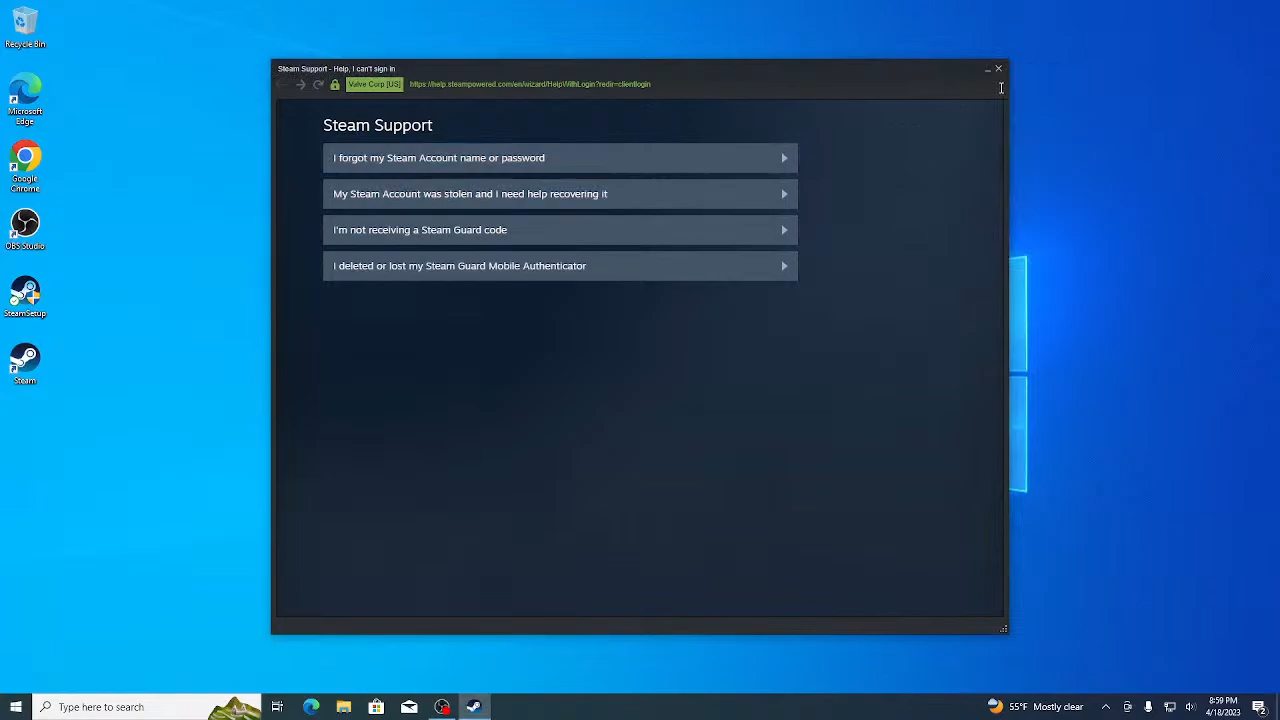 Recycle Bin
Microsoft
Edge
Google
Chrome
OBS Studio
SteamSetup
Steam
Steam Support - Help, I can't sign in
Valve Corp [US] https://help.steampowered.com/en/wizard/HelpWithLogin?redir=clientlogin
Steam Support
I forgot my Steam Account name or password
My Steam Account was stolen and I need help recovering it
I'm not receiving a Steam Guard code
I deleted or lost my Steam Guard Mobile Authenticator
Type here to search
55°F Mostly clear
8:59 PM
4/18/2023
2